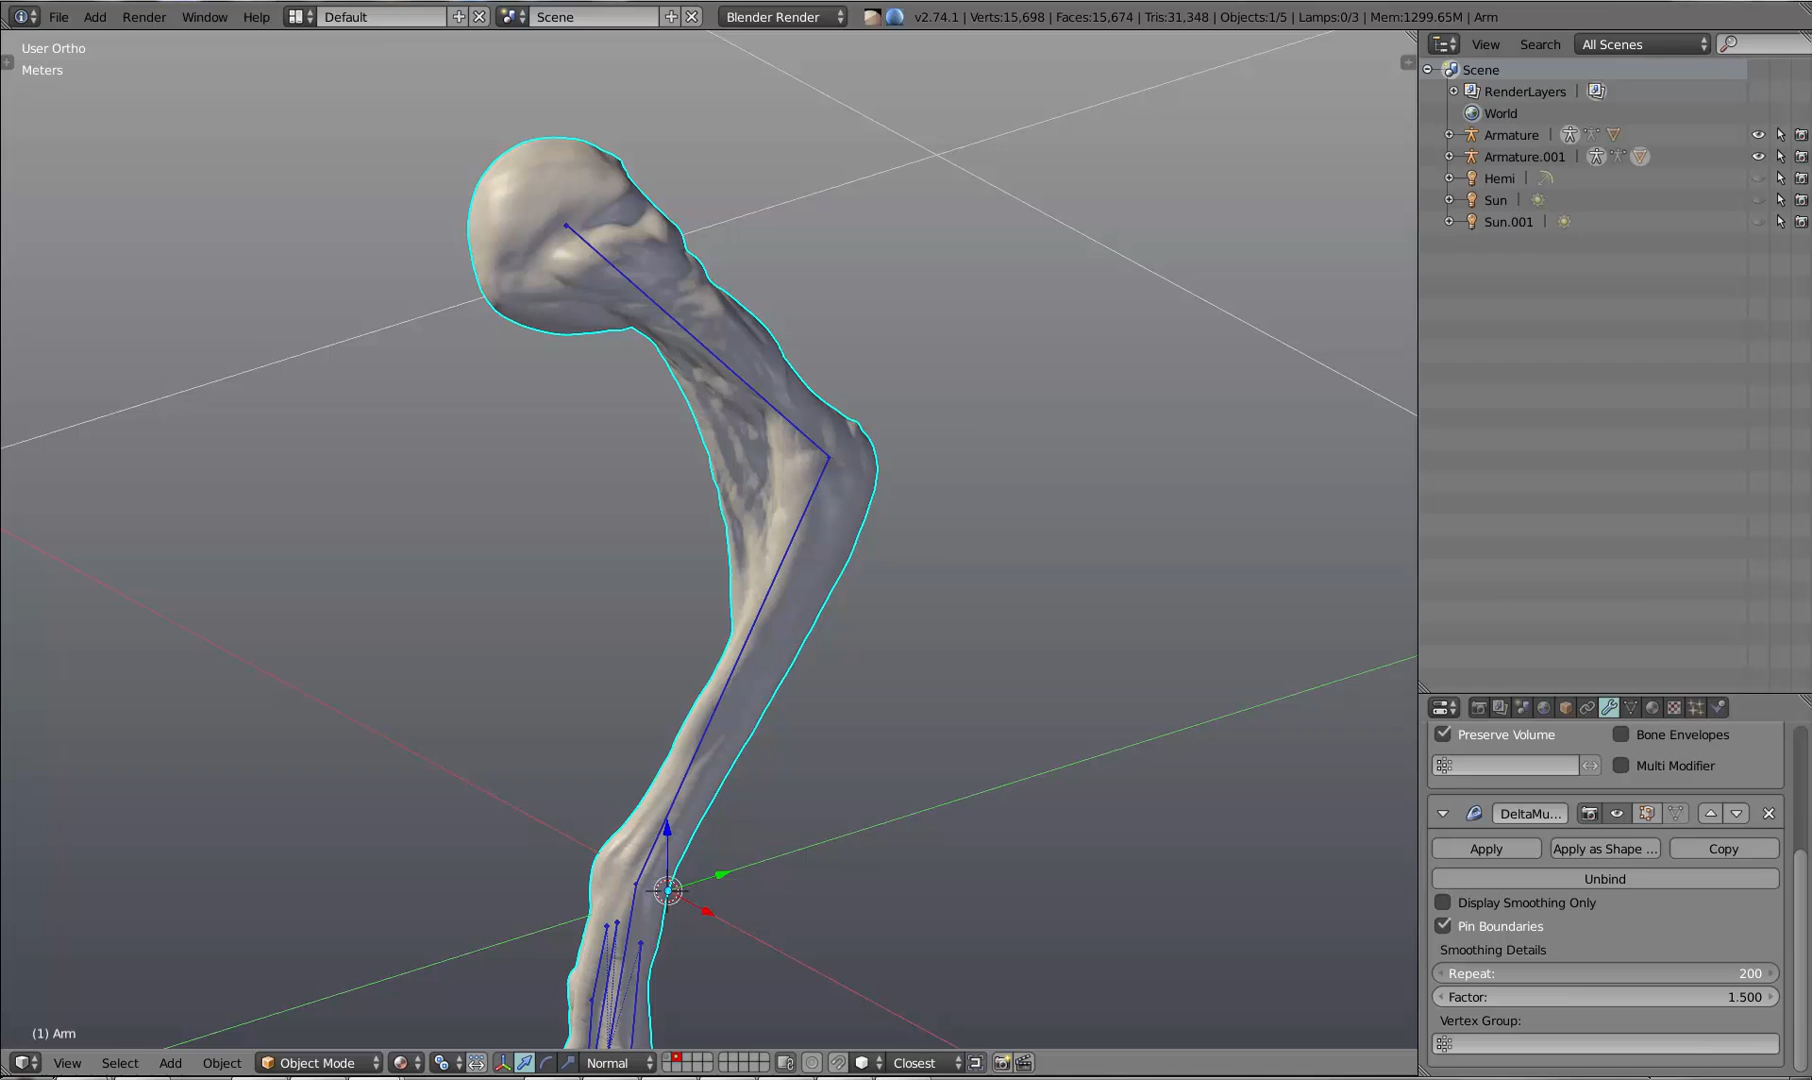 File Add Render Window Help Default Scene Blender Render v2.74.1 | Verts:15,698 | Faces:15,674 | Tris:31,348 | Objects:1/5 | Lamps:0/3 | Mem:1299.65M | Arm
User Ortho
Meters
View Search All Scenes
Scene
RenderLayers
World
Armature
Armature.001
Hemi
Sun
Sun.001
Preserve Volume Bone Envelopes
Multi Modifier
DeltaMu...
Apply Apply as Shape ... Copy
Unbind
Display Smoothing Only
Pin Boundaries
Smoothing Details
Repeat: 200
Factor: 1.500
Vertex Group:
(1) Arm
View Select Add Object Object Mode Normal Closest